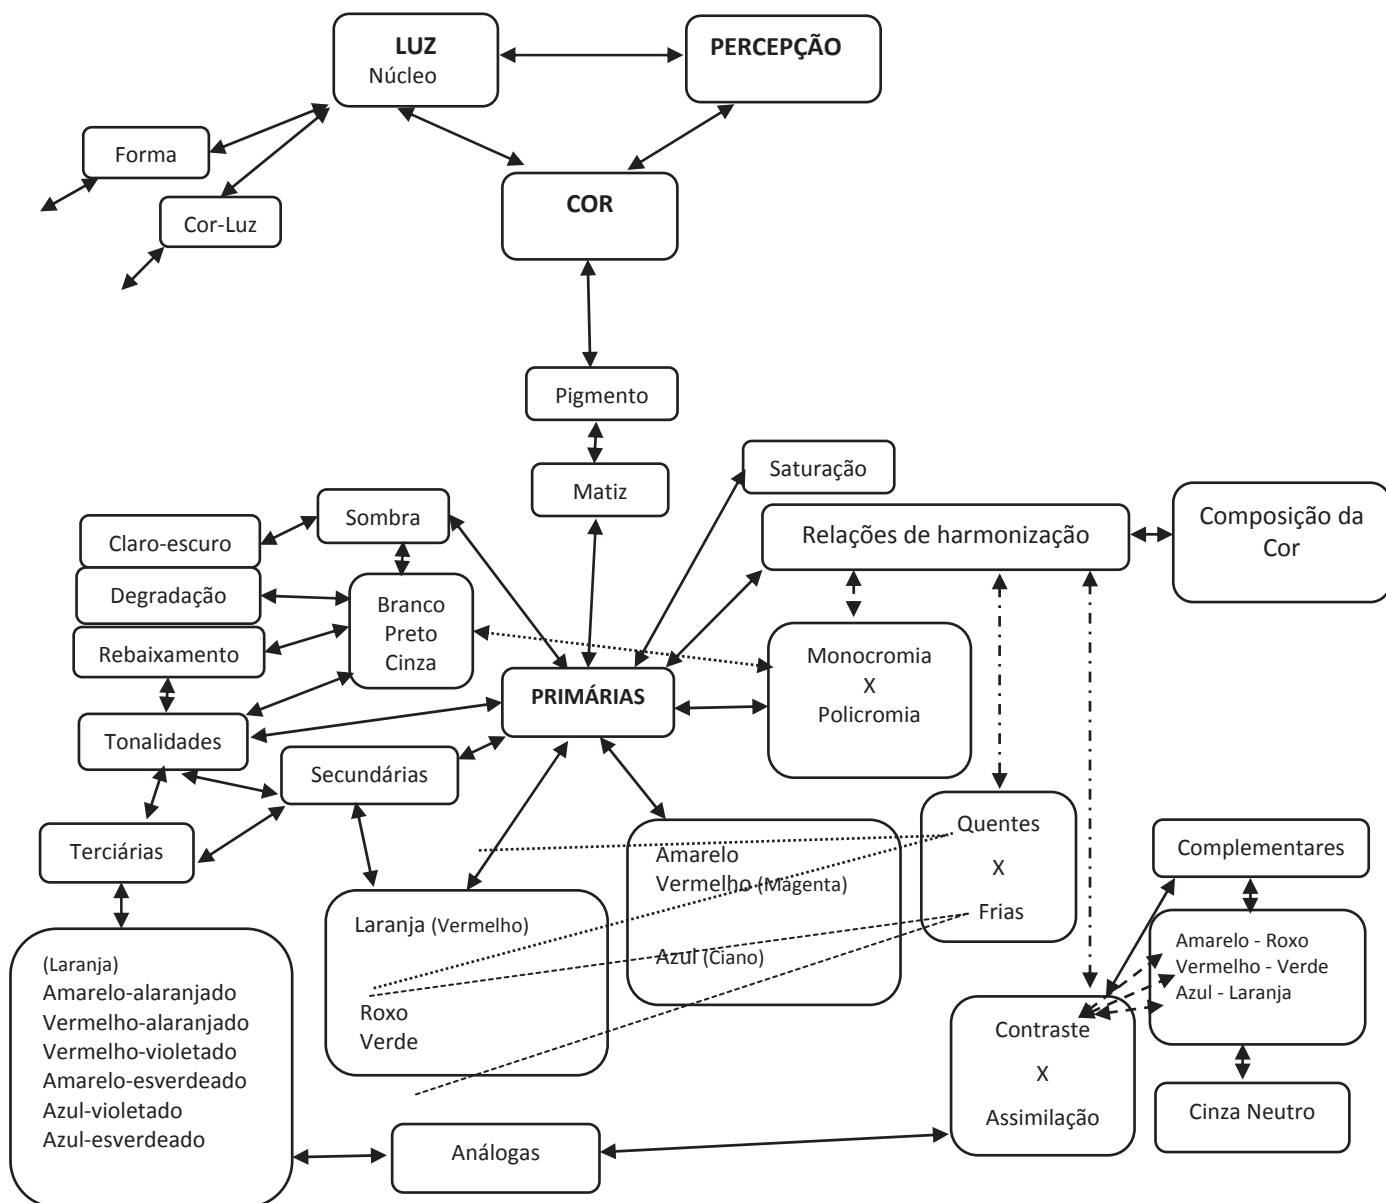 LUZ
Núcleo
PERCEPÇÃO
Forma
Cor-Luz
COR
Pigmento
Matiz
Saturação
Sombra
Claro-escuro
Degradação
Rebaixamento
Branco
Preto
Cinza
Relações de harmonização
Composição da
Cor
Monocromia
X
Policromia
PRIMÁRIAS
Tonalidades
Secundárias
Terciárias
Amarelo
Vermelho (Magenta)
Azul (Ciano)
Quentes
X
Frias
Complementares
Laranja (Vermelho)
Roxo
Verde
Amarelo - Roxo
Vermelho - Verde
Azul - Laranja
(Laranja)
Amarelo-alaranjado
Vermelho-alaranjado
Vermelho-violetado
Amarelo-esverdeado
Azul-violetado
Azul-esverdeado
Contraste
X
Assimilação
Cinza Neutro
Análogas